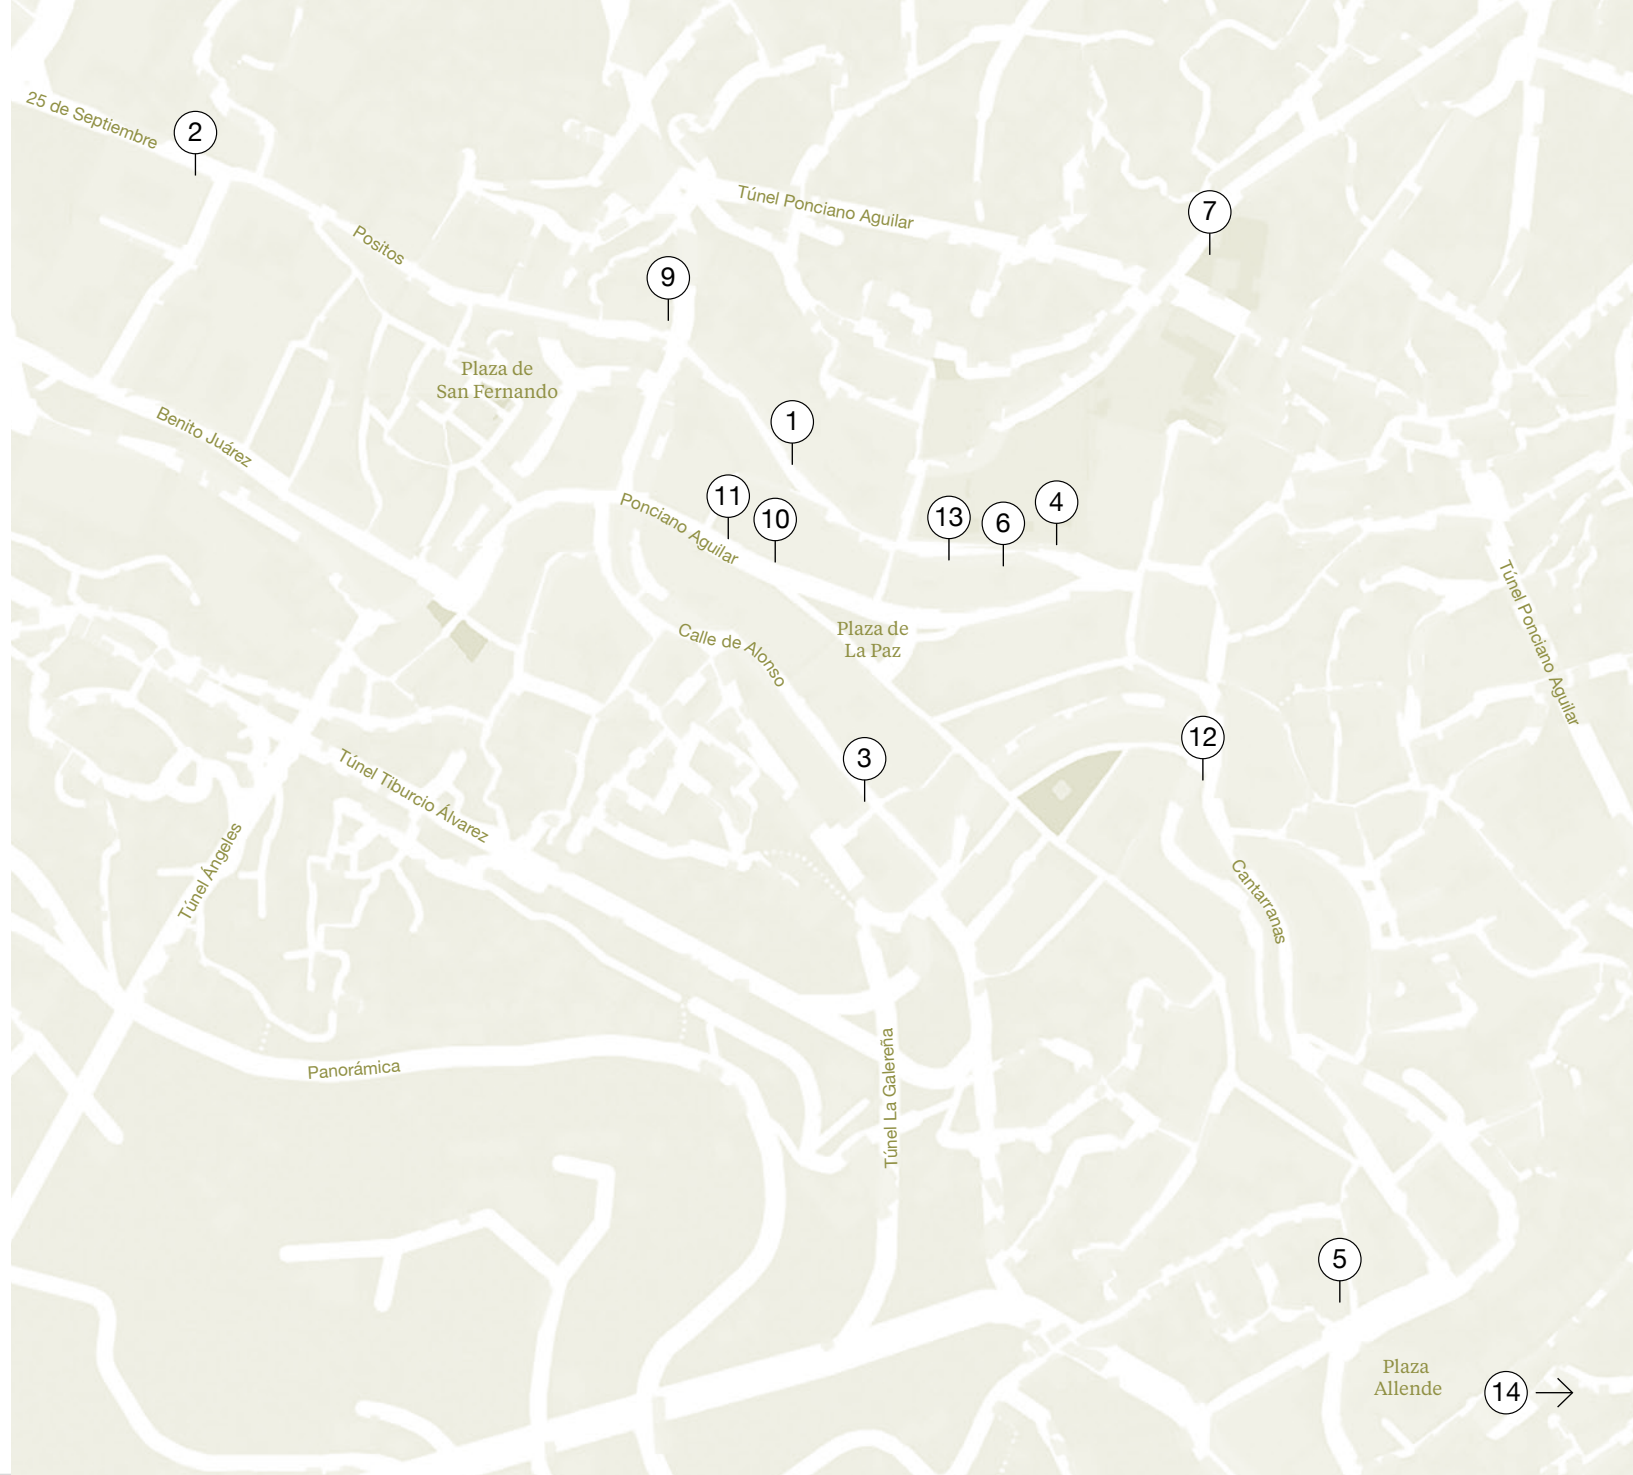 25 de Septiembre
2
Túnel Ponciano Aguilar
7
Positos
9
Plaza de
San Fernando
Benito Juárez
1
11
10
Ponciano Aguilar
13
6
4
Túnel Ponciano Aguilar
Calle de Alonso
Plaza de
La Paz
12
3
Túnel Tiburcio Álvarez
Túnel Ángeles
Cantarranas
Panorámica
Túnel La Galereña
5
Plaza
Allende
14